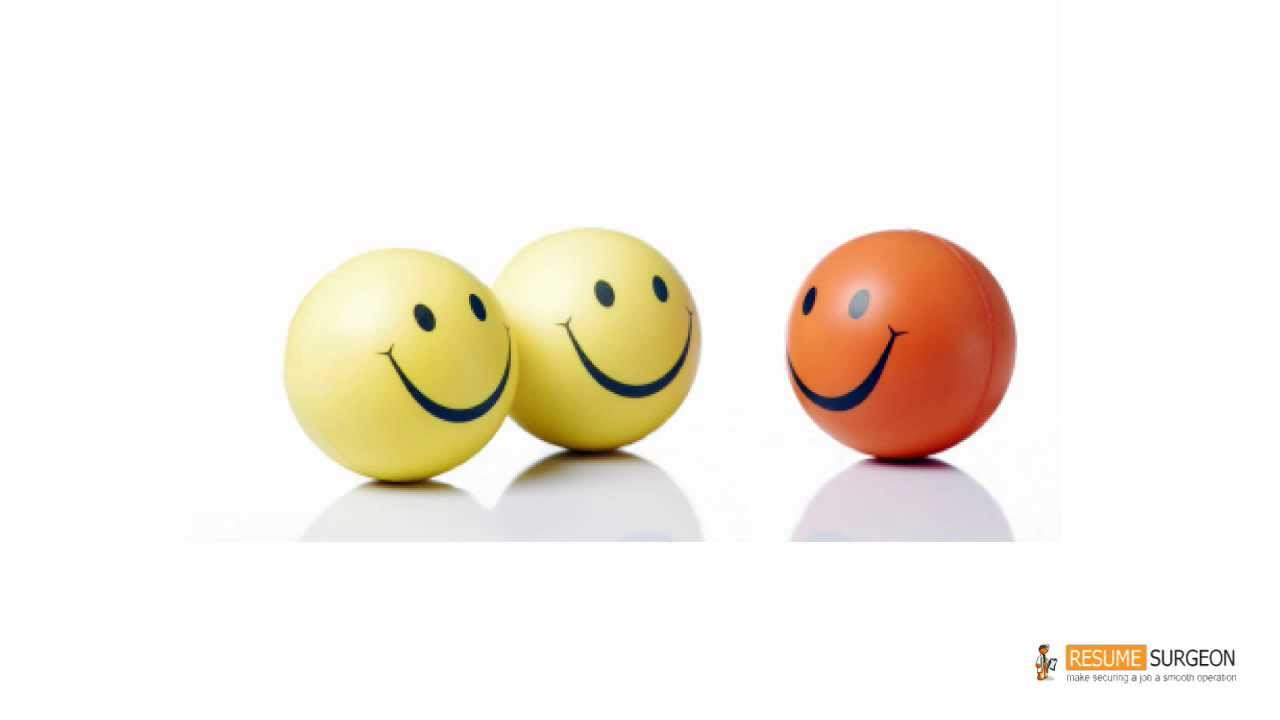 RESUME SURGEON
make securing a job a smooth operation